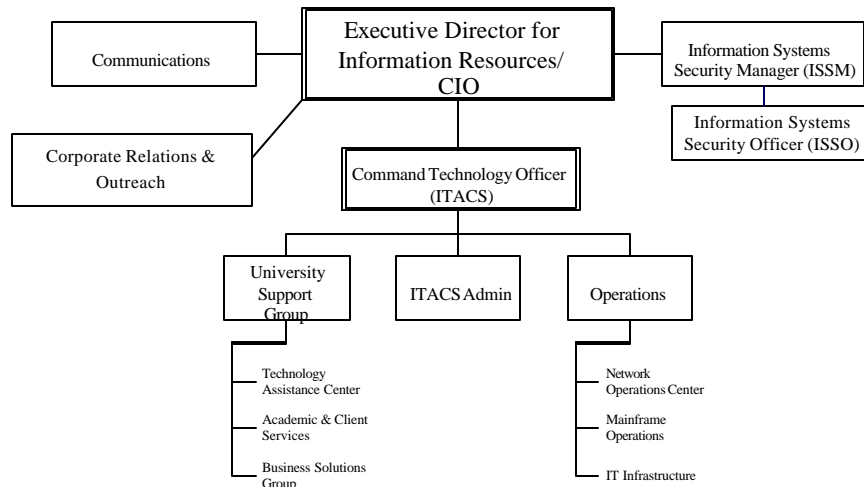 Executive Director for
Information Resources/
CIO
Communications
Information Systems
Security Manager (ISSM)
Information Systems
Security Officer (ISSO)
Corporate Relations &
Outreach
Command Technology Officer
(ITACS)
University
Support
Group
ITACS Admin
Operations
Technology
Assistance Center
Academic & Client
Services
Business Solutions
Group
Network
Operations Center
Mainframe
Operations
IT Infrastructure